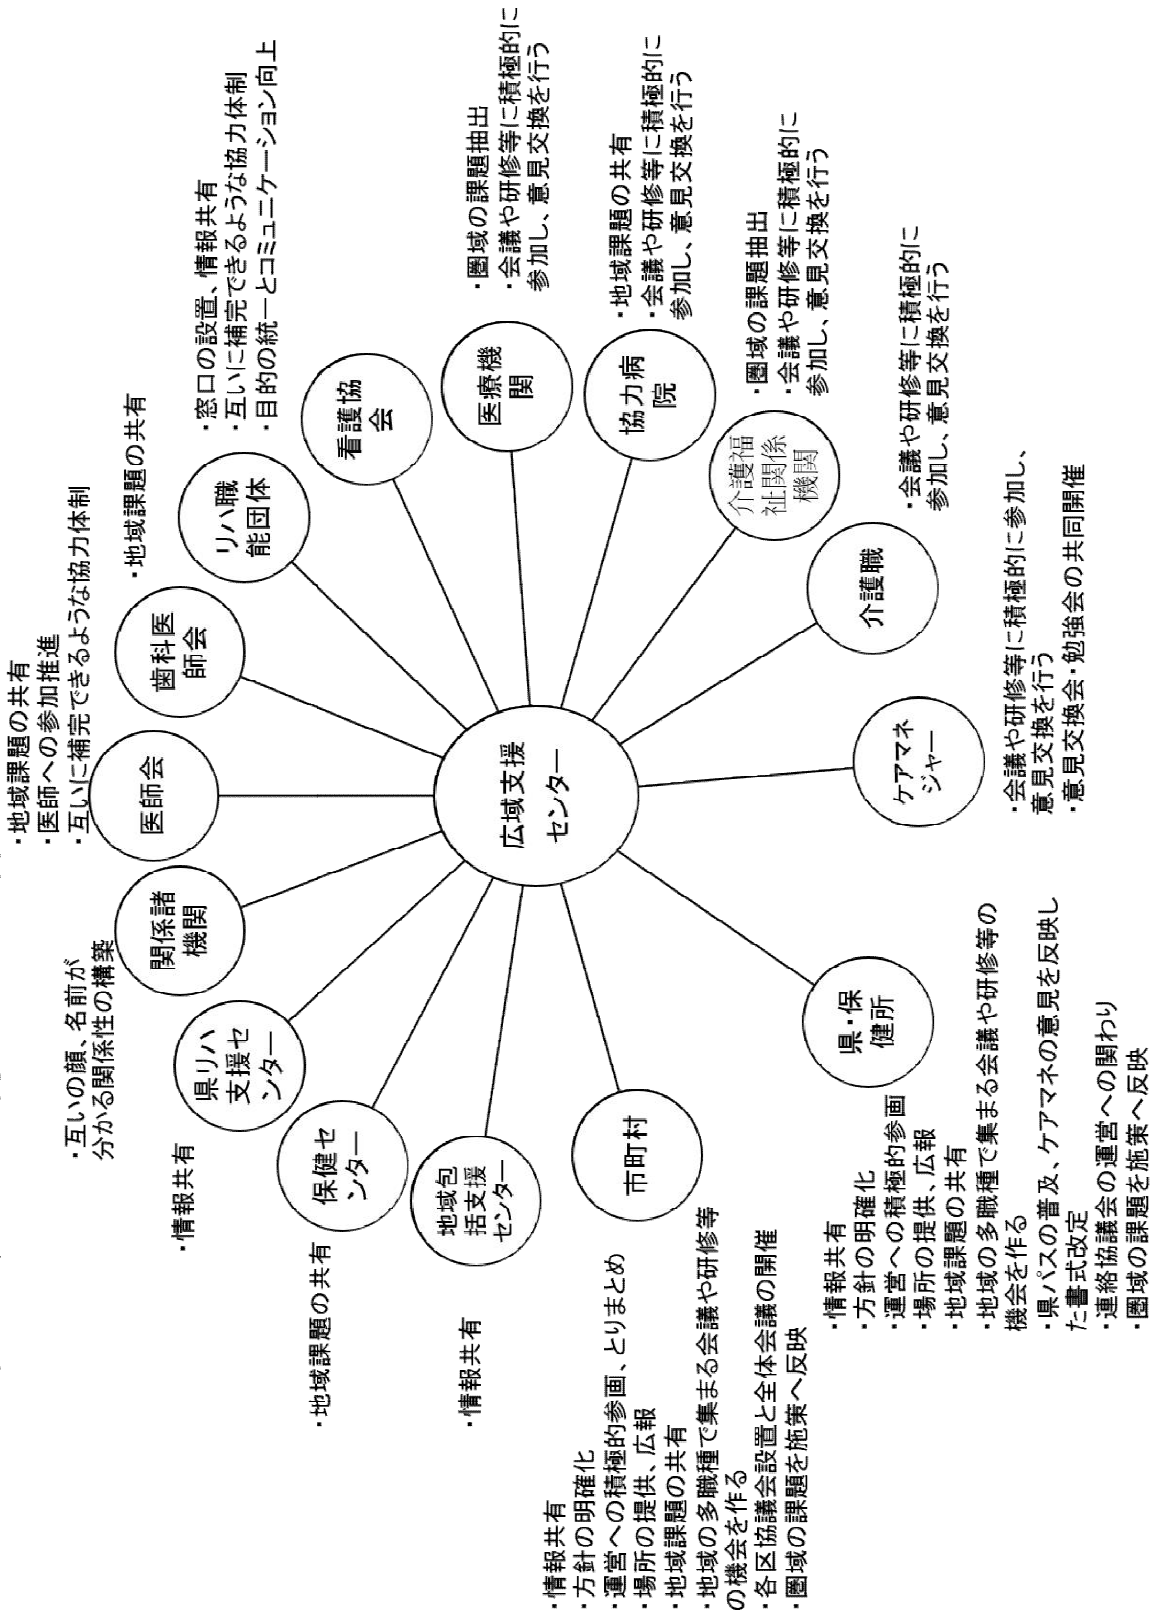 広域支援
センター
医師会
・地域課題の共有
・医師への参加推進
・互いに補完できるような協力体制
歯科医
師会
・地域課題の共有
リハ職
能団体
・窓口の設置、情報共有
・互いに補完できるような協力体制
・目的の統一とコミュニケーション向上
看護協
会
医療機
関
・圏域の課題抽出
・会議や研修等に積極的に
参加し、意見交換を行う
協力病
院
・地域課題の共有
・会議や研修等に積極的に
参加し、意見交換を行う
介護福
祉関係
機関
・圏域の課題抽出
・会議や研修等に積極的に
参加し、意見交換を行う
介護職
・会議や研修等に積極的に
参加し、意見交換を行う
ケアマネ
ジャー
・会議や研修等に積極的に参加し、
意見交換を行う
・意見交換会・勉強会の共同開催
県・保
健所
・情報共有
・方針の明確化
・運営への積極的参画
・場所の提供、広報
・地域課題の共有
・地域の多職種で集まる会議や研修等の
機会を作る
・県パスの普及、ケアマネの意見を反映し
た書式改定
・連絡協議会の運営への関わり
・圏域の課題を施策へ反映
市町村
・情報共有
・方針の明確化
・運営への積極的参画、とりまとめ
・場所の提供、広報
・地域課題の共有
・地域の多職種で集まる会議や研修等
の機会を作る
・各区協議会設置と全体会議の開催
・圏域の課題を施策へ反映
地域包
括支援
センター
・情報共有
保健セ
ンター
・地域課題の共有
県リハ
支援セ
ンター
・情報共有
関係諸
機関
・互いの顔、名前が
分かる関係性の構築